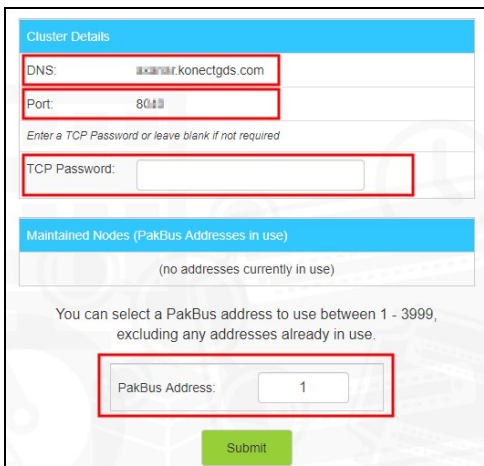 Cluster Details
DNS: .konectgds.com
Port:
Enter a TCP Password or leave blank if not required
TCP Password:
Maintained Nodes (PakBus Addresses in use)
(no addresses currently in use)
You can select a PakBus address to use between 1 - 3999,
excluding any addresses already in use.
PakBus Address: 1
Submit